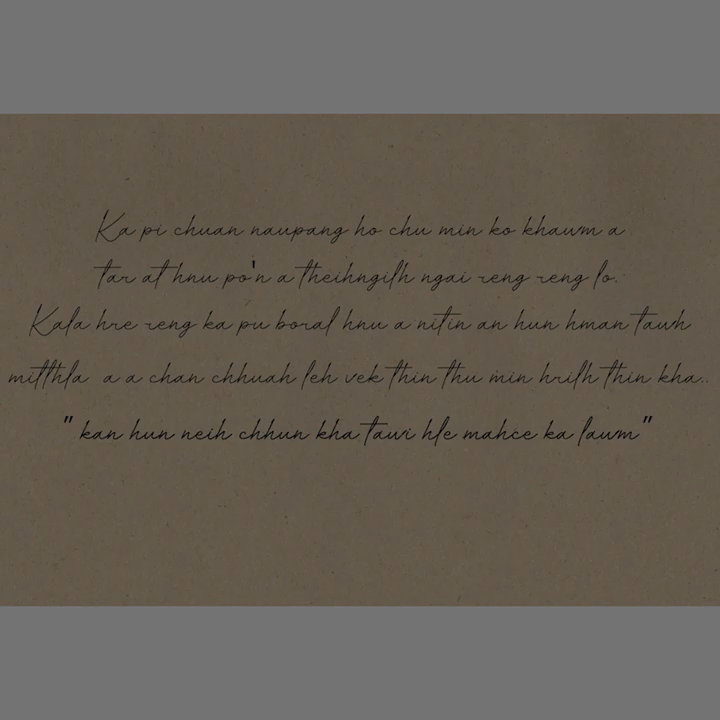 Ka pi chuan naupang ho chu min ko khawm a
tar at hnu po'n a theihngilh ngai reng reng lo.
Kala hre reng ka pu boral hnu a nitin an hun hman tawh
mitthla a a chan chhuah leh vek thin thu min hrilh thin kha..
" kan hun neih chhun kha tawi hle mahce ka lawm"